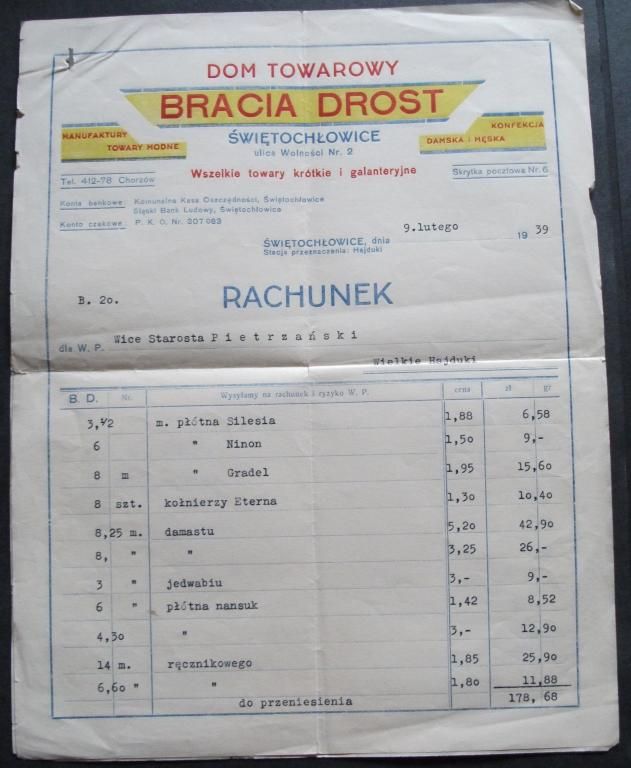 DOM TOWAROWY
BRACIA DROST
MANUFAKTURY
TOWARY MODNE
KONFEKCJA
DAMSKA i MĘSKA
ŚWIĘTOCHŁOWICE
ulica Wolności Nr. 2
Wszelkie towary krótkie i galanteryjne
Tel. 412-78 Chorzów
Skrytka pocztowa Nr. 6
Konta bankowe: Komunalna Kasa Oszczędności, Świętochłowice
Śląski Bank Ludowy, Świętochłowice
Konto czekowe: P. K. O. Nr. 307 083
ŚWIĘTOCHŁOWICE, dnia 9.lutego 19 39
Stacja przeznaczenia: Hajduki
B. 20. RACHUNEK
dla W. P. Wice Starosta P i e t r z a ń s k i
Wielkie Hajduki
B. D. Nr. Wysyłamy na rachunek i ryzyko W. P. cena zł gr
3,½ m. płótna Silesia 1,88 6,58
6 " Ninon 1,50 9,-
8 m " Gradel 1,95 15,60
8 szt. kołnierzy Eterna 1,30 10,40
8,25 m. damastu 5,20 42,90
8, " " 3,25 26,-
3 " jedwabiu 3,- 9,-
6 " płótna nansuk 1,42 8,52
4,30 " 3,- 12,90
14 m. ręcznikowego 1,85 25,90
6,60 " " 1,80 11,88
do przeniesienia 178,68